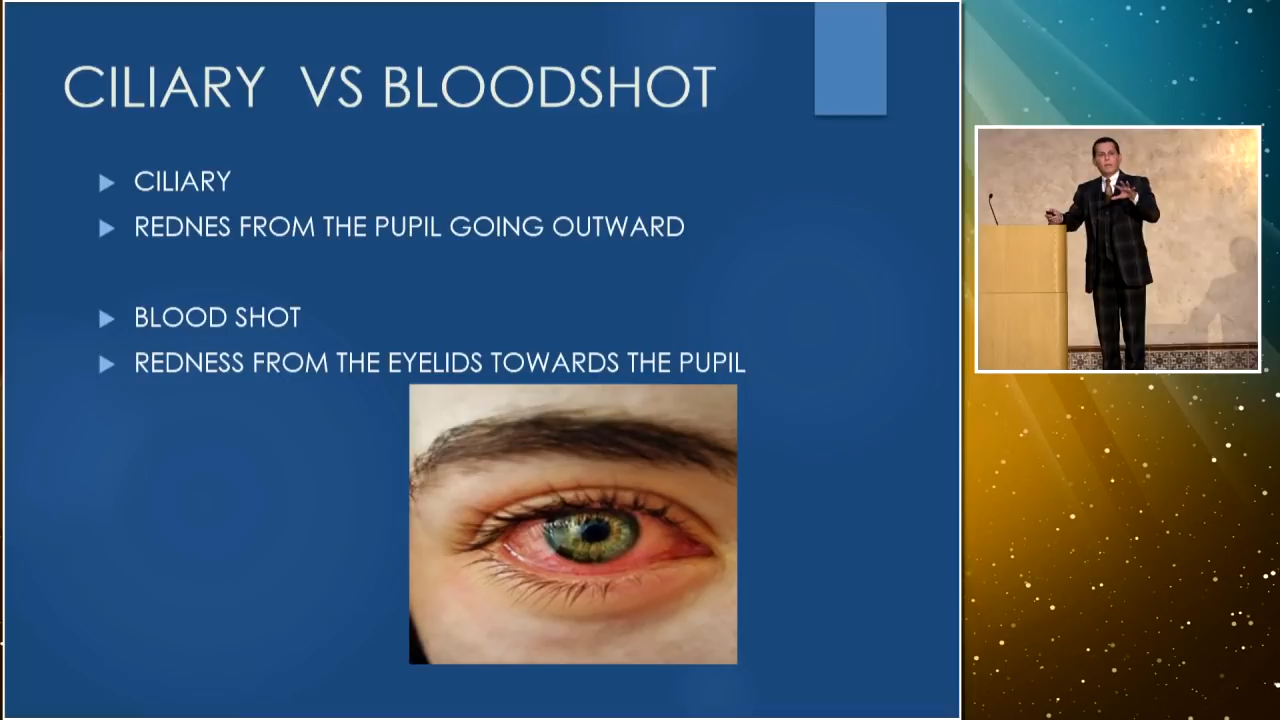 CILIARY VS BLOODSHOT
CILIARY
REDNES FROM THE PUPIL GOING OUTWARD
BLOOD SHOT
REDNESS FROM THE EYELIDS TOWARDS THE PUPIL